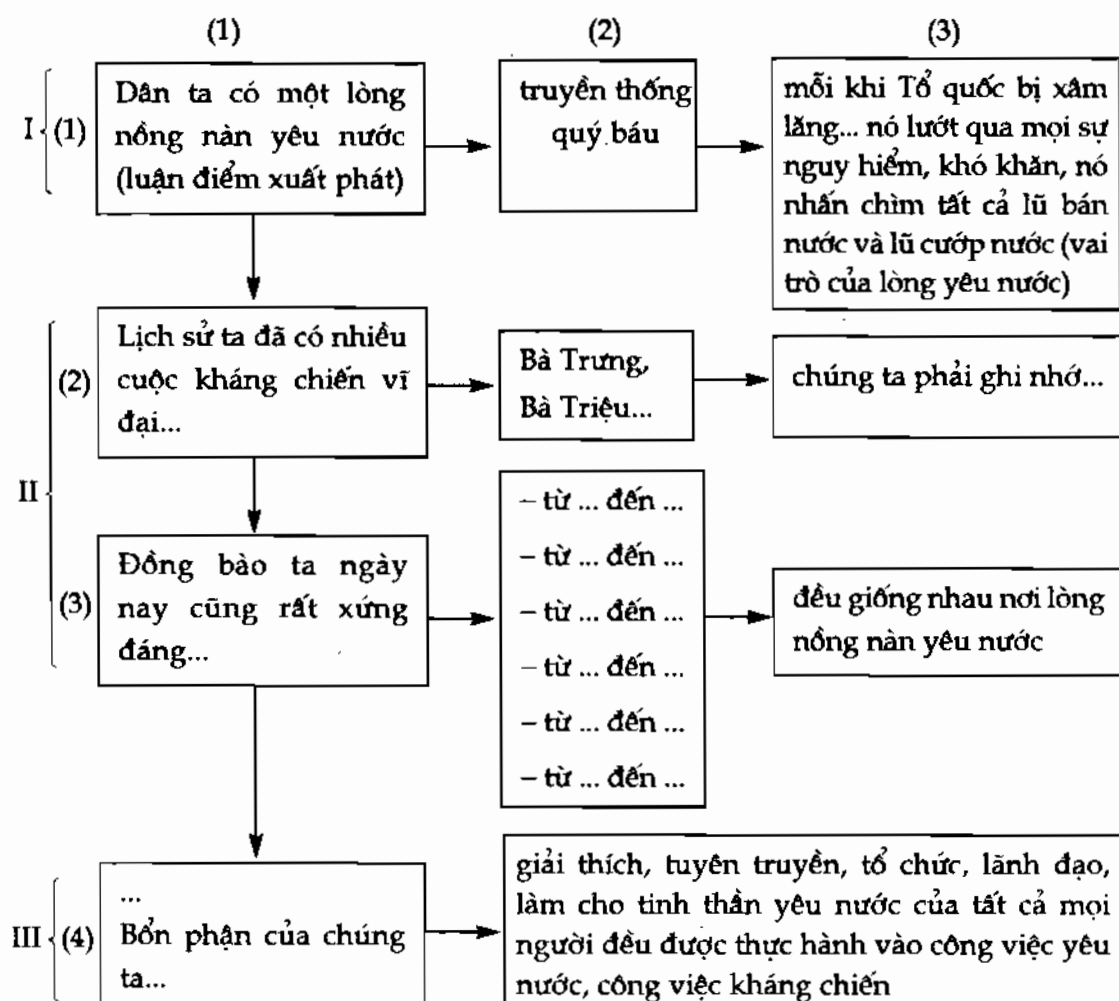 (1)
(2)
(3)
I
(1)
Dân ta có một lòng
nồng nàn yêu nước
(luận điểm xuất phát)
truyền thống
quý báu
mỗi khi Tổ quốc bị xâm
lăng... nó lướt qua mọi sự
nguy hiểm, khó khăn, nó
nhấn chìm tất cả lũ bán
nước và lũ cướp nước (vai
trò của lòng yêu nước)
II
(2)
Lịch sử ta đã có nhiều
cuộc kháng chiến vĩ
đại...
Bà Trưng,
Bà Triệu...
chúng ta phải ghi nhớ...
(3)
Đồng bào ta ngày
nay cũng rất xứng
đáng...
– từ ... đến ...
– từ ... đến ...
– từ ... đến ...
– từ ... đến ...
– từ ... đến ...
– từ ... đến ...
đều giống nhau nơi lòng
nồng nàn yêu nước
III
(4)
...
Bổn phận của chúng
ta...
giải thích, tuyên truyền, tổ chức, lãnh đạo,
làm cho tinh thần yêu nước của tất cả mọi
người đều được thực hành vào công việc yêu
nước, công việc kháng chiến